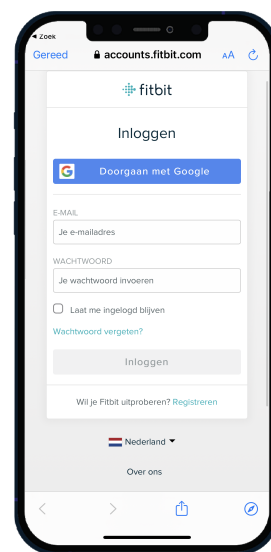 Zoek
Gereed accounts.fitbit.com AA
fitbit
Inloggen
G Doorgaan met Google
E-MAIL
Je e-mailadres
WACHTWOORD
Je wachtwoord invoeren
Laat me ingelogd blijven
Wachtwoord vergeten?
Inloggen
Wil je Fitbit uitproberen? Registreren
Nederland
Over ons